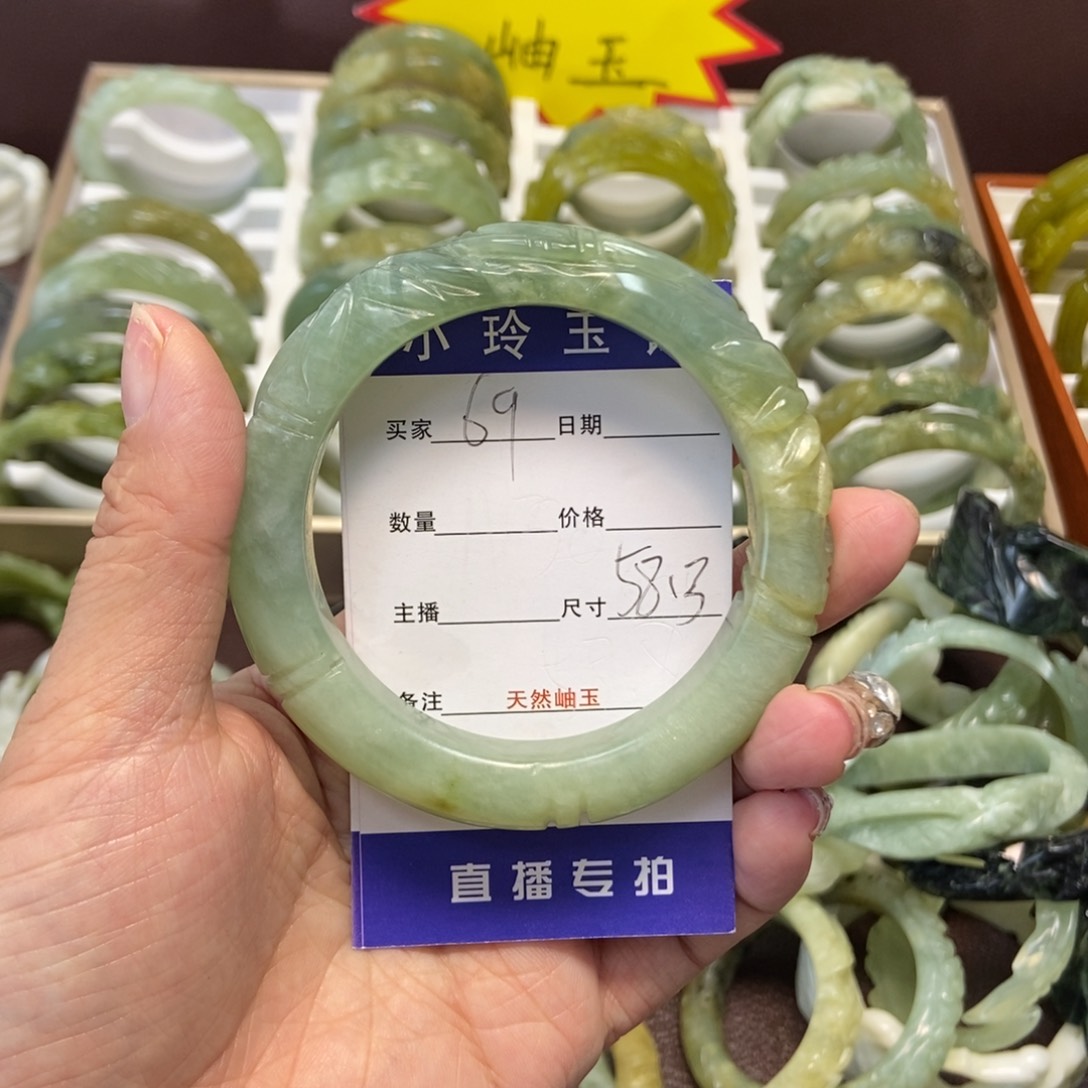 岫玉
小玲玉
买家 69 日期
数量 价格
主播 尺寸 58.13
备注 天然岫玉
直播专拍